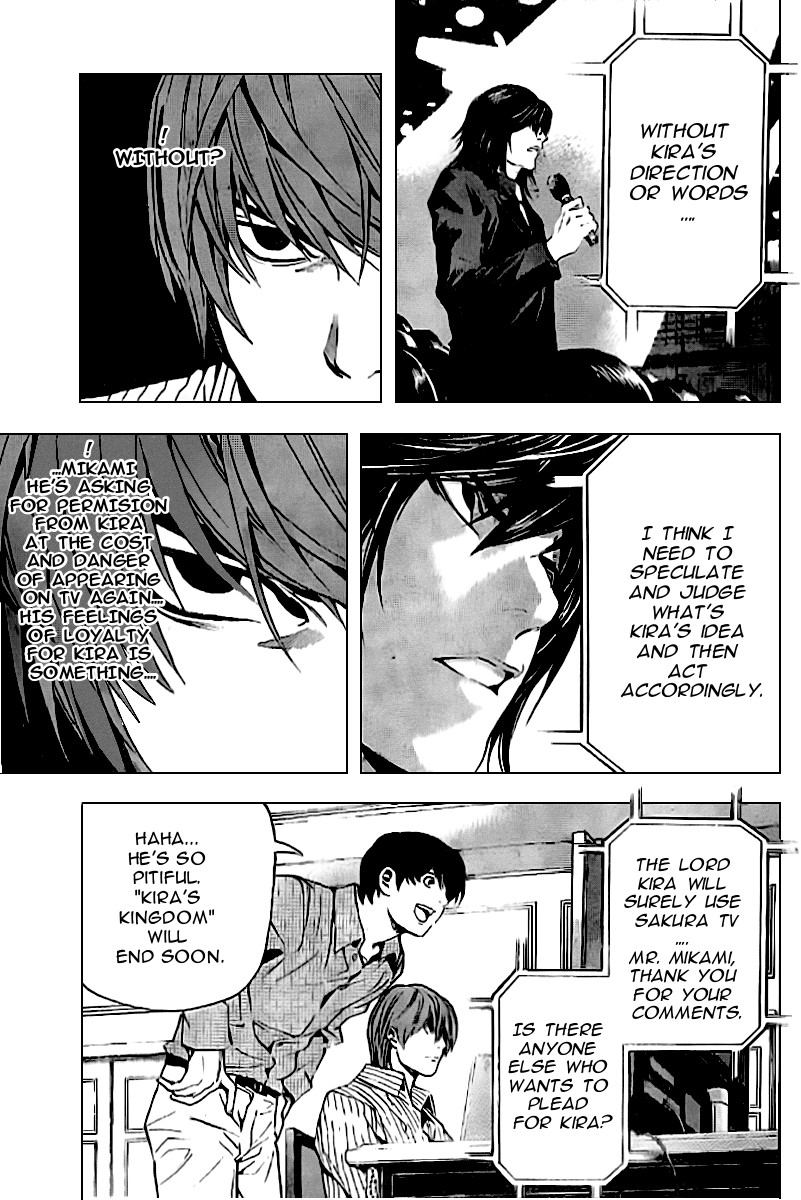 WITHOUT
KIRA'S
DIRECTION
OR WORDS
....
!
WITHOUT?
I THINK I
NEED TO
SPECULATE
AND JUDGE
WHAT'S
KIRA'S IDEA
AND THEN
ACT
ACCORDINGLY.
!
...MIKAMI
HE'S ASKING
FOR PERMISION
FROM KIRA
AT THE COST
AND DANGER
OF APPEARING
ON TV AGAIN....
HIS FEELINGS
OF LOYALTY
FOR KIRA IS
SOMETHING....
THE LORD
KIRA WILL
SURELY USE
SAKURA TV
....
MR. MIKAMI,
THANK YOU
FOR YOUR
COMMENTS.
IS THERE
ANYONE
ELSE WHO
WANTS TO
PLEAD
FOR KIRA?
HAHA...
HE'S SO
PITIFUL.
"KIRA'S
KINGDOM"
WILL
END SOON.